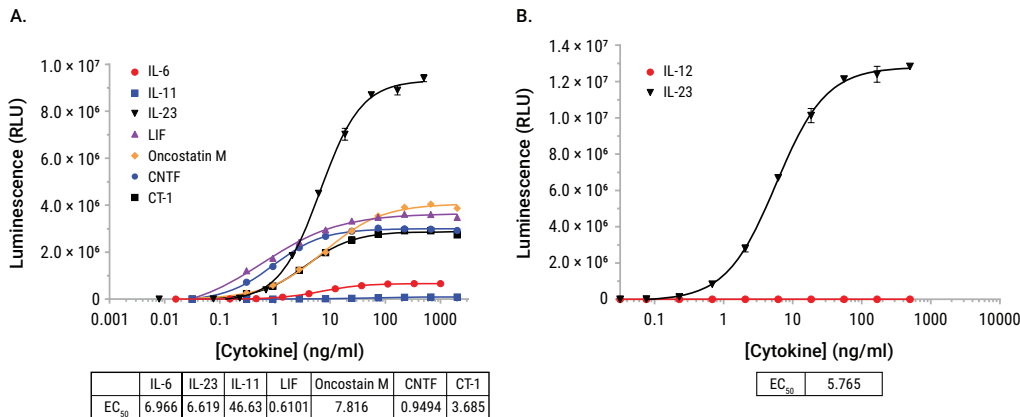 A.
Luminescence (RLU)
1.0 × 10⁷
8.0 × 10⁶
6.0 × 10⁶
4.0 × 10⁶
2.0 × 10⁶
0
IL-6
IL-11
IL-23
LIF
Oncostatin M
CNTF
CT-1
0.001 0.01 0.1 1 10 100 1000
[Cytokine] (ng/ml)
IL-6 IL-23 IL-11 LIF Oncostain M CNTF CT-1
EC₅₀ 6.966 6.619 46.63 0.6101 7.816 0.9494 3.685
B.
Luminescence (RLU)
1.4 × 10⁷
1.2 × 10⁷
1.0 × 10⁷
8.0 × 10⁶
6.0 × 10⁶
4.0 × 10⁶
2.0 × 10⁶
0
IL-12
IL-23
0.1 1 10 100 1000 10000
[Cytokine] (ng/ml)
EC₅₀ 5.765